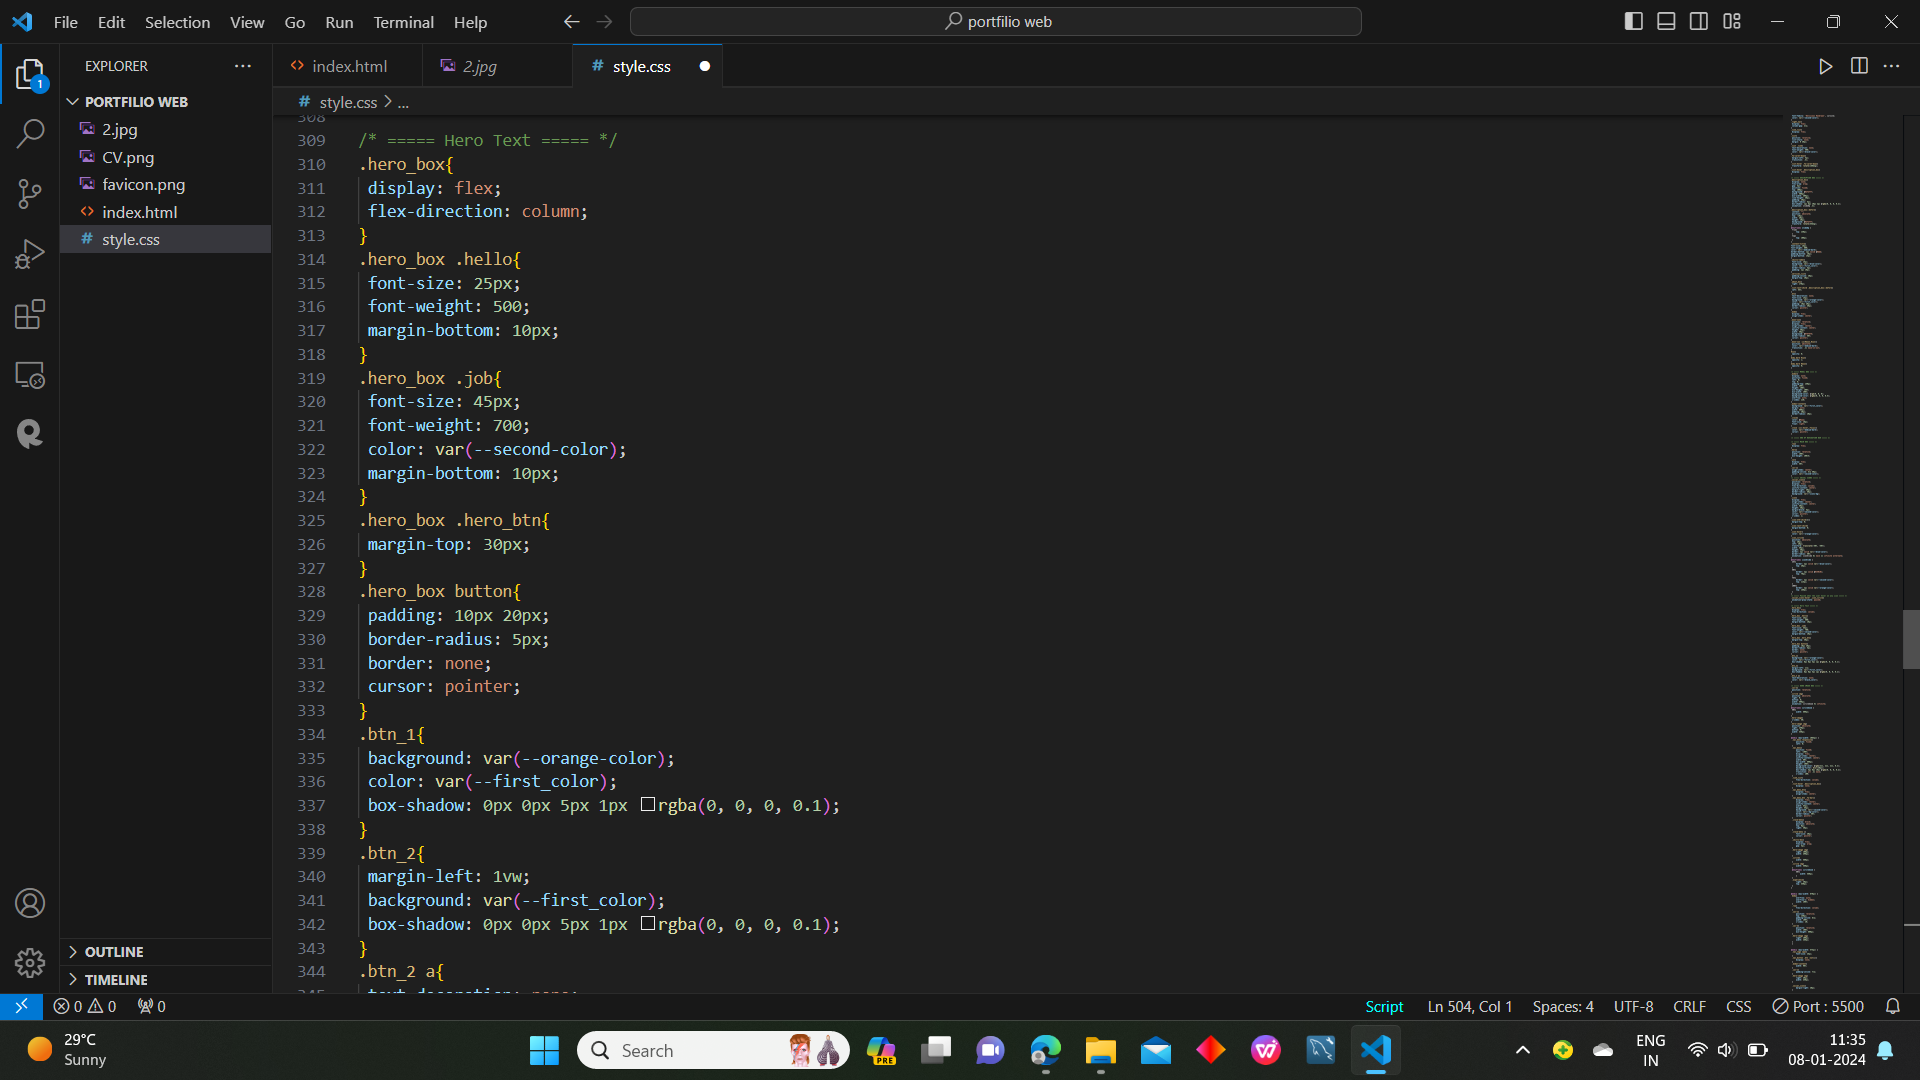 File Edit Selection View Go Run Terminal Help
portfilio web
EXPLORER
index.html
2.jpg
style.css
PORTFILIO WEB
style.css > ...
2.jpg
CV.png
favicon.png
index.html
style.css
1
308
309 /* ===== Hero Text ===== */
310 .hero_box{
311 display: flex;
312 flex-direction: column;
313 }
314 .hero_box .hello{
315 font-size: 25px;
316 font-weight: 500;
317 margin-bottom: 10px;
318 }
319 .hero_box .job{
320 font-size: 45px;
321 font-weight: 700;
322 color: var(--second-color);
323 margin-bottom: 10px;
324 }
325 .hero_box .hero_btn{
326 margin-top: 30px;
327 }
328 .hero_box button{
329 padding: 10px 20px;
330 border-radius: 5px;
331 border: none;
332 cursor: pointer;
333 }
334 .btn_1{
335 background: var(--orange-color);
336 color: var(--first_color);
337 box-shadow: 0px 0px 5px 1px rgba(0, 0, 0, 0.1);
338 }
339 .btn_2{
340 margin-left: 1vw;
341 background: var(--first_color);
342 box-shadow: 0px 0px 5px 1px rgba(0, 0, 0, 0.1);
343 }
344 .btn_2 a{
345 text-decoration: none;
OUTLINE
TIMELINE
0 0 0
Script Ln 504, Col 1 Spaces: 4 UTF-8 CRLF CSS Port : 5500
29°C
Sunny
Search
PRE
ENG
IN
11:35
08-01-2024